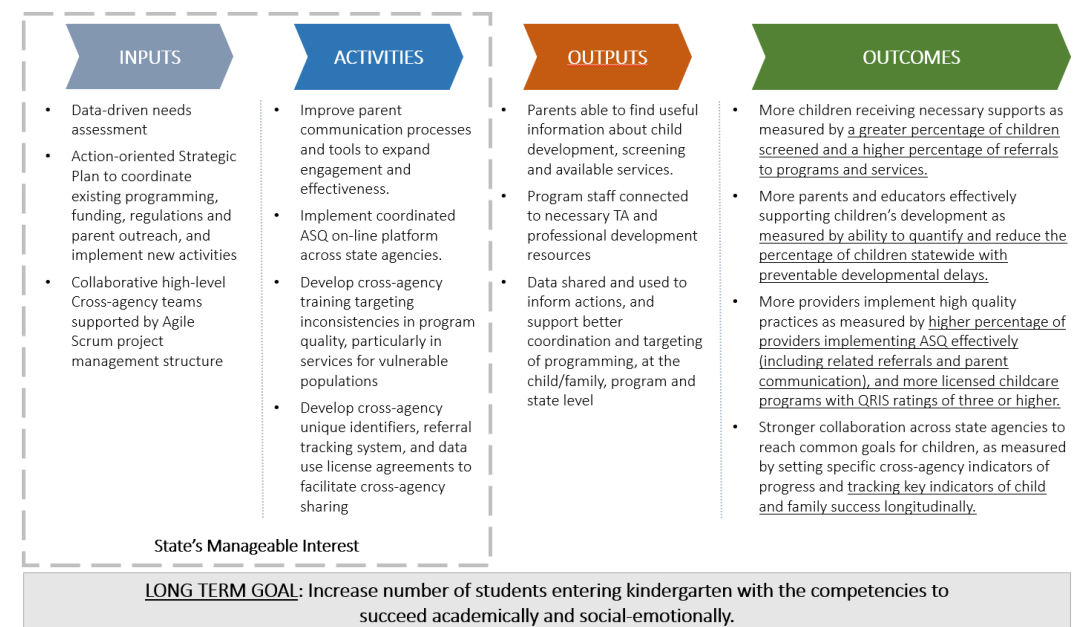 INPUTS
• Data-driven needs
assessment
• Action-oriented Strategic
Plan to coordinate
existing programming,
funding, regulations and
parent outreach, and
implement new activities
• Collaborative high-level
Cross-agency teams
supported by Agile
Scrum project
management structure
ACTIVITIES
• Improve parent
communication processes
and tools to expand
engagement and
effectiveness.
• Implement coordinated
ASQ on-line platform
across state agencies.
• Develop cross-agency
training targeting
inconsistencies in program
quality, particularly in
services for vulnerable
populations
• Develop cross-agency
unique identifiers, referral
tracking system, and data
use license agreements to
facilitate cross-agency
sharing
State's Manageable Interest
OUTPUTS
• Parents able to find useful
information about child
development, screening
and available services.
• Program staff connected
to necessary TA and
professional development
resources
• Data shared and used to
inform actions, and
support better
coordination and targeting
of programming, at the
child/family, program and
state level
OUTCOMES
• More children receiving necessary supports as
measured by a greater percentage of children
screened and a higher percentage of referrals
to programs and services.
• More parents and educators effectively
supporting children's development as
measured by ability to quantify and reduce the
percentage of children statewide with
preventable developmental delays.
• More providers implement high quality
practices as measured by higher percentage of
providers implementing ASQ effectively
(including related referrals and parent
communication), and more licensed childcare
programs with QRIS ratings of three or higher.
• Stronger collaboration across state agencies to
reach common goals for children, as measured
by setting specific cross-agency indicators of
progress and tracking key indicators of child
and family success longitudinally.
LONG TERM GOAL: Increase number of students entering kindergarten with the competencies to
succeed academically and social-emotionally.